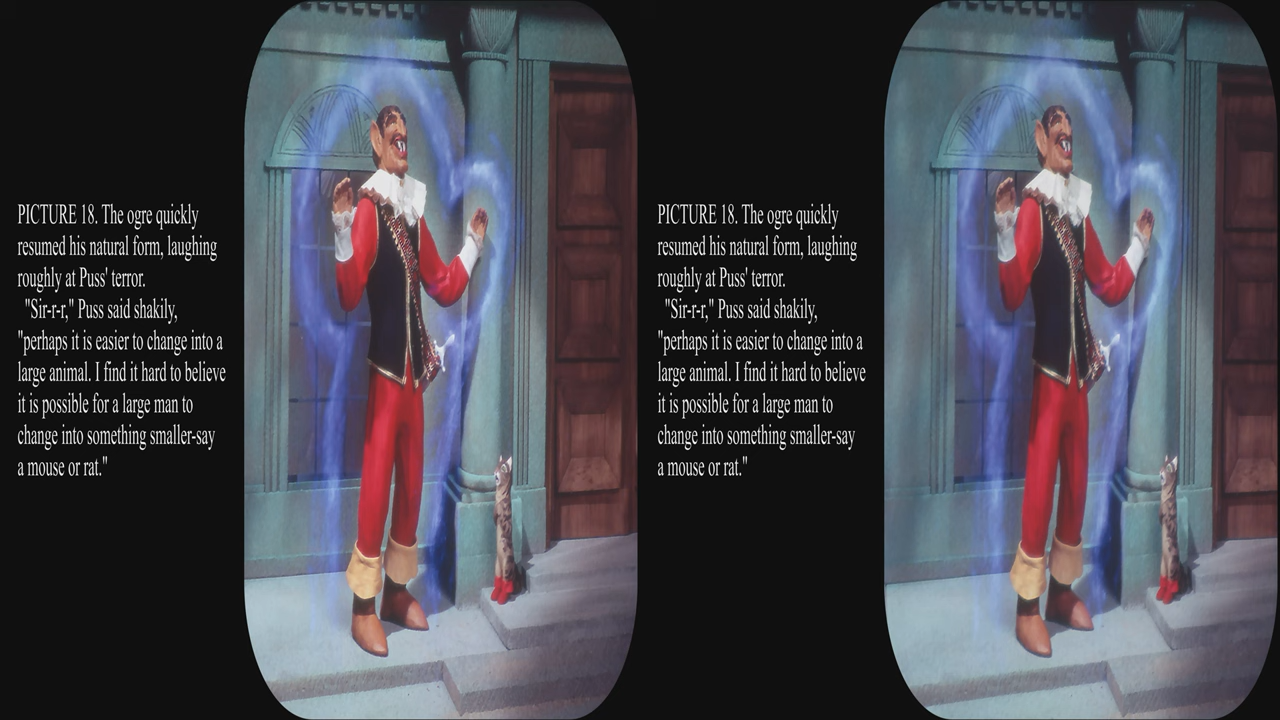 PICTURE 18. The ogre quickly
resumed his natural form, laughing
roughly at Puss' terror.
"Sir-r-r," Puss said shakily,
"perhaps it is easier to change into a
large animal. I find it hard to believe
it is possible for a large man to
change into something smaller-say
a mouse or rat."
PICTURE 18. The ogre quickly
resumed his natural form, laughing
roughly at Puss' terror.
"Sir-r-r," Puss said shakily,
"perhaps it is easier to change into a
large animal. I find it hard to believe
it is possible for a large man to
change into something smaller-say
a mouse or rat."